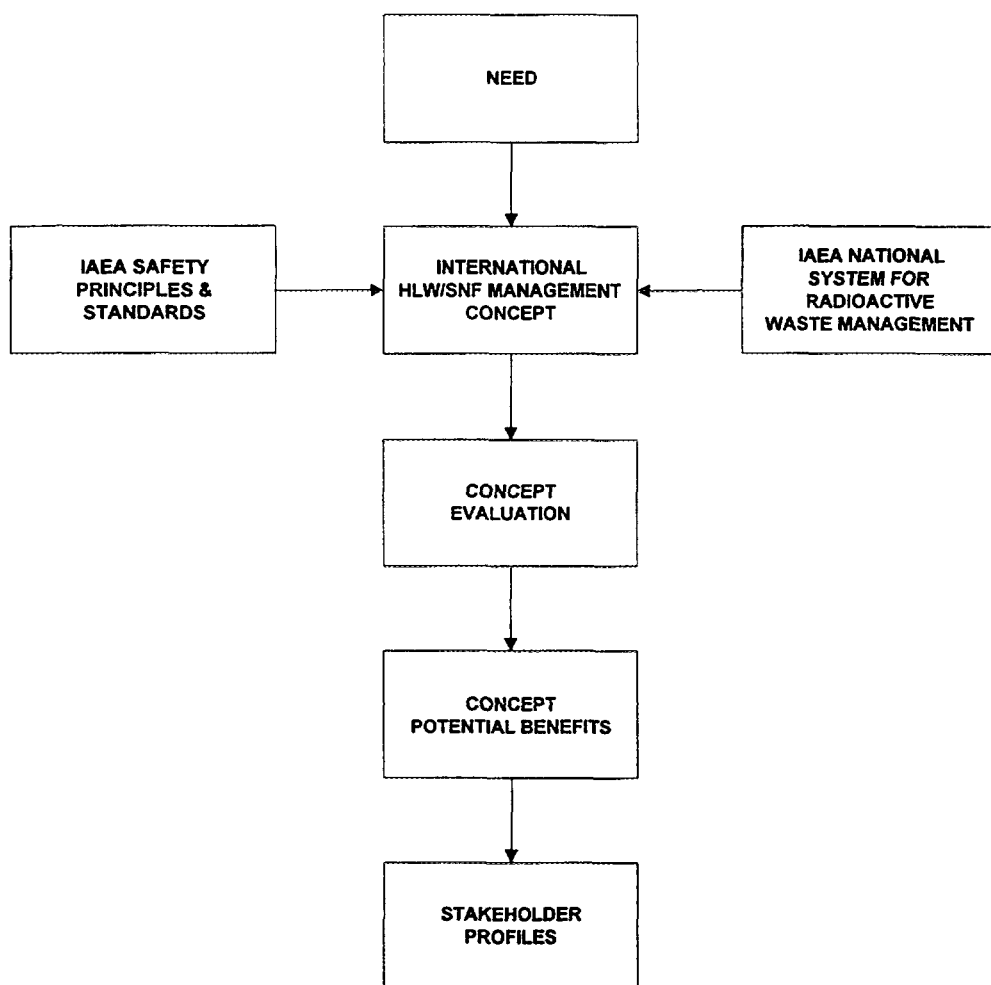 NEED
IAEA SAFETY
PRINCIPLES &
STANDARDS
INTERNATIONAL
HLW/SNF MANAGEMENT
CONCEPT
IAEA NATIONAL
SYSTEM FOR
RADIOACTIVE
WASTE MANAGEMENT
CONCEPT
EVALUATION
CONCEPT
POTENTIAL BENEFITS
STAKEHOLDER
PROFILES